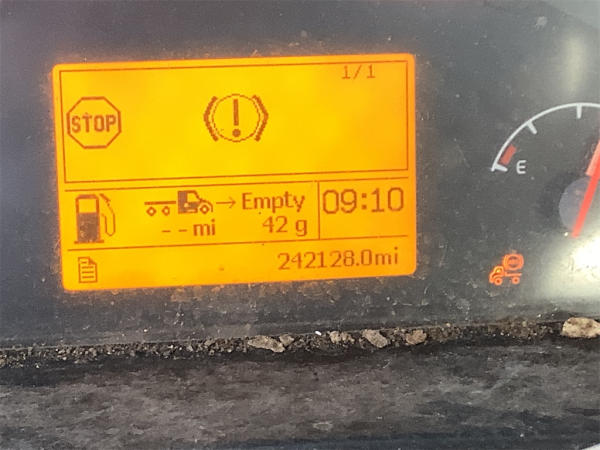 1/1
STOP
!
E
Empty
09:10
-- mi
42 g
242128.0mi